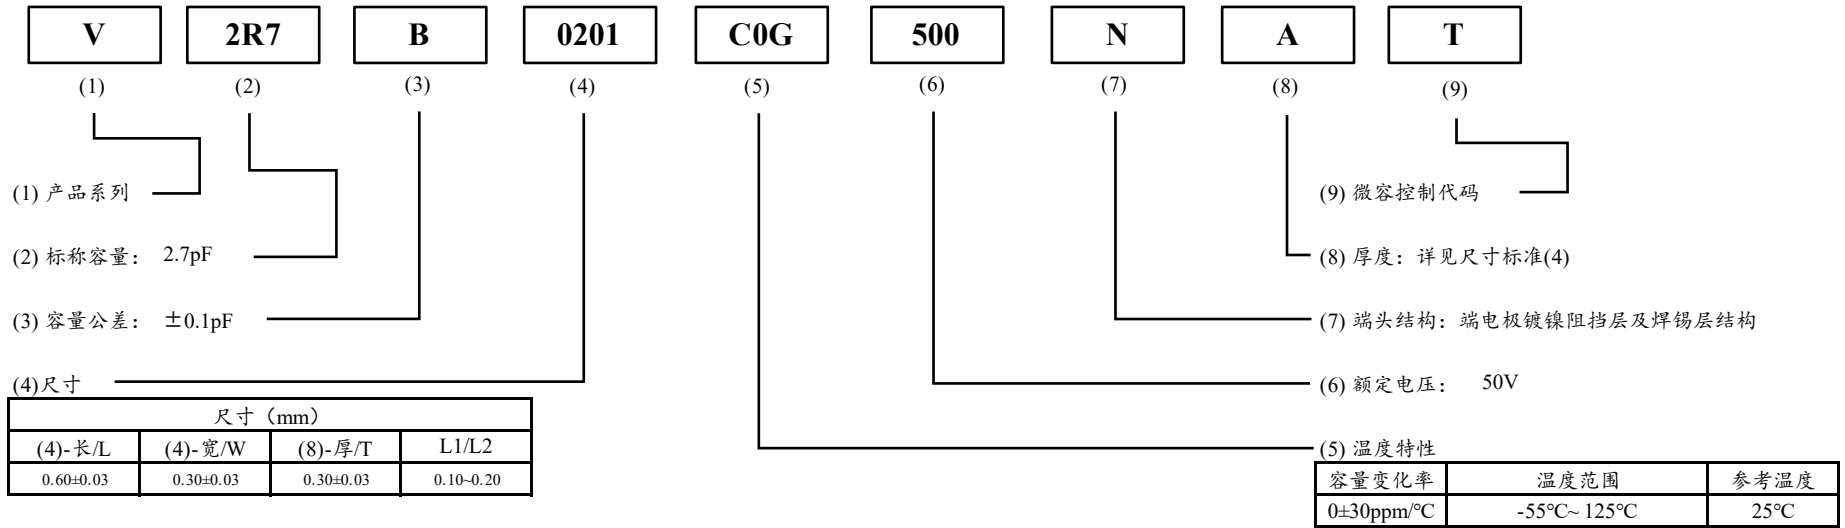 V 2R7 B 0201 C0G 500 N A T
(1) (2) (3) (4) (5) (6) (7) (8) (9)
(1) 产品系列
(9) 微容控制代码
(2) 标称容量： 2.7pF
(8) 厚度：详见尺寸标准(4)
(3) 容量公差： ±0.1pF
(7) 端头结构：端电极镀镍阻挡层及焊锡层结构
(4)尺寸
(6) 额定电压： 50V
尺寸（mm）
(4)-长/L (4)-宽/W (8)-厚/T L1/L2
0.60±0.03 0.30±0.03 0.30±0.03 0.10~0.20
(5) 温度特性
容量变化率 温度范围 参考温度
0±30ppm/℃ -55℃~ 125℃ 25℃